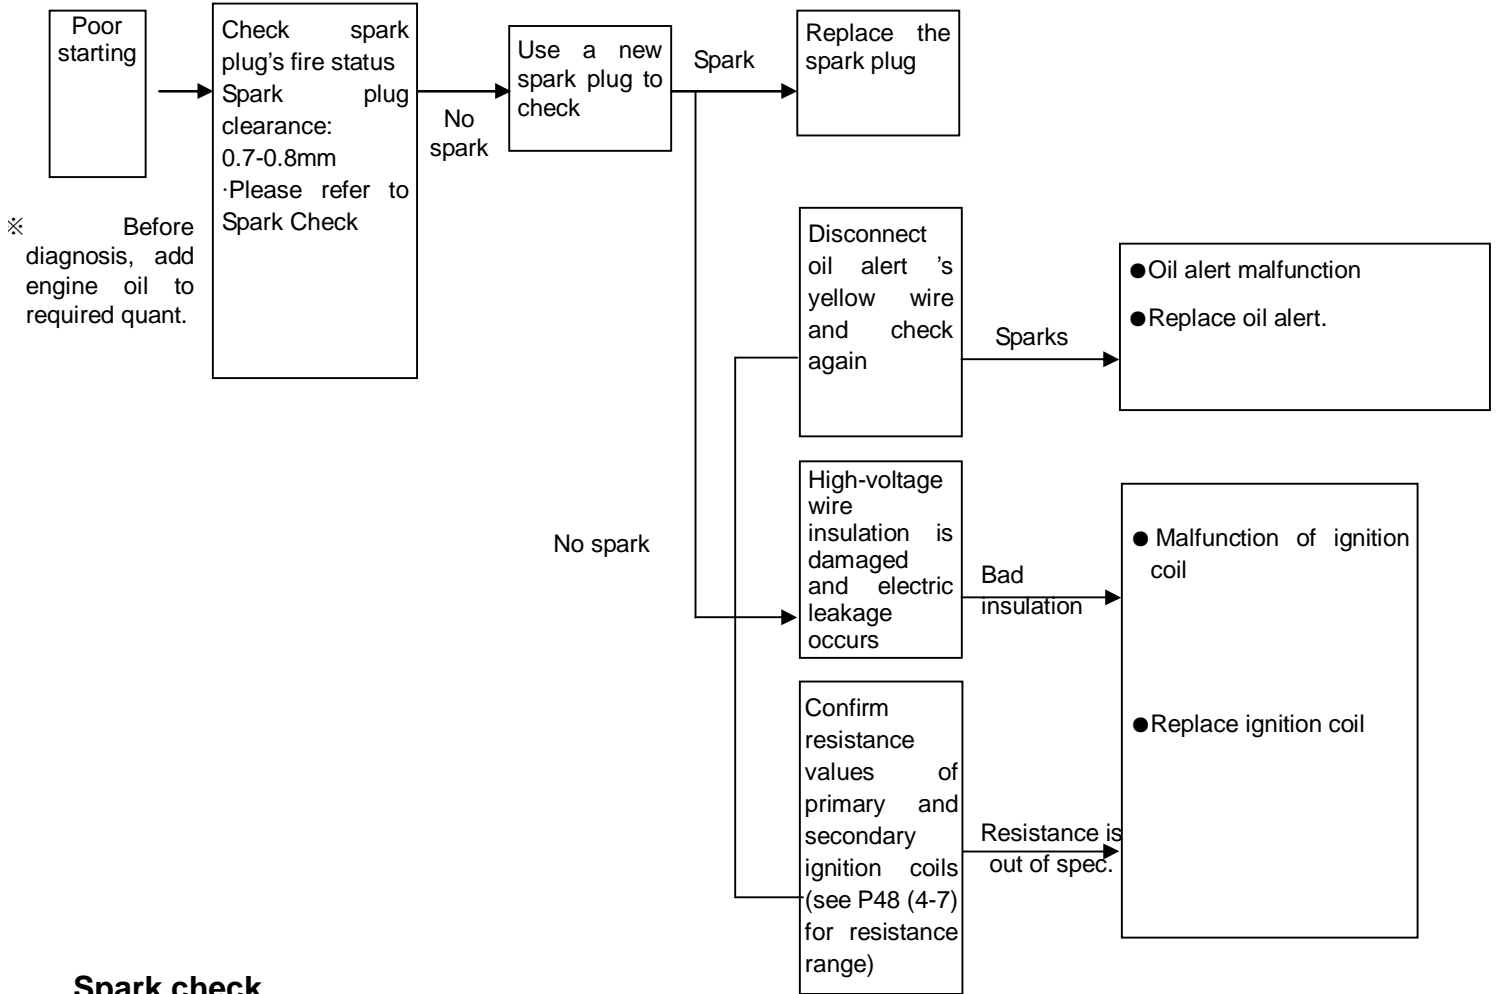 Poor
starting
※ Before
diagnosis, add
engine oil to
required quant.
Check spark
plug's fire status
Spark plug
clearance:
0.7-0.8mm
·Please refer to
Spark Check
No
spark
Use a new
spark plug to
check
Spark
Replace the
spark plug
No spark
Disconnect
oil alert 's
yellow wire
and check
again
Sparks
●Oil alert malfunction
●Replace oil alert.
High-voltage
wire
insulation is
damaged
and electric
leakage
occurs
Bad
insulation
● Malfunction of ignition
coil
●Replace ignition coil
Confirm
resistance
values of
primary and
secondary
ignition coils
(see P48 (4-7)
for resistance
range)
Resistance is
out of spec.
Spark check